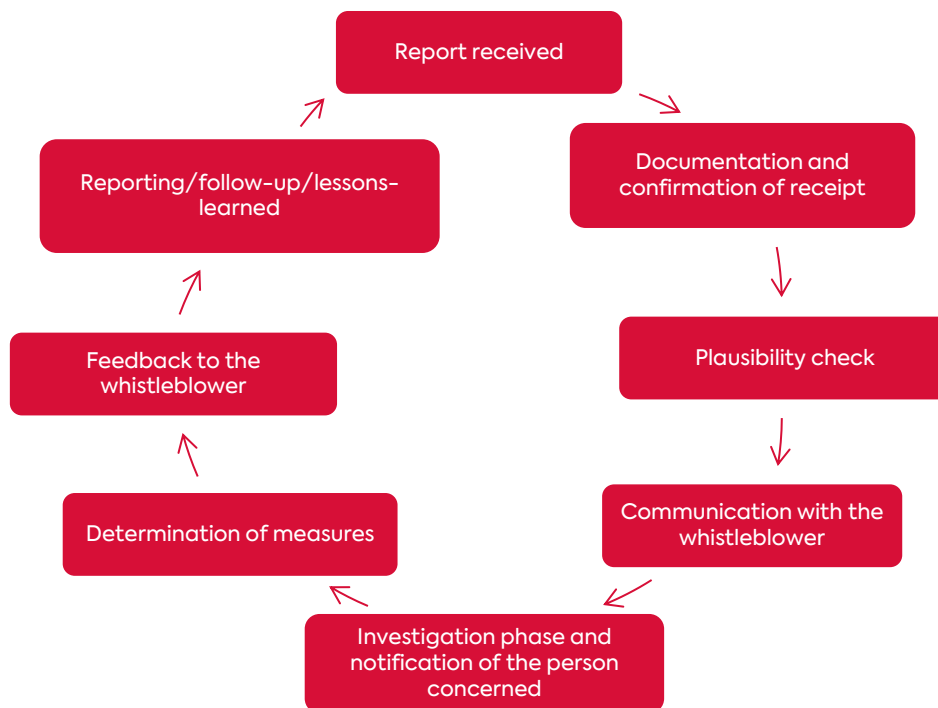 Report received
Documentation and
confirmation of receipt
Plausibility check
Communication with the
whistleblower
Investigation phase and
notification of the person
concerned
Determination of measures
Feedback to the
whistleblower
Reporting/follow-up/lessons-
learned